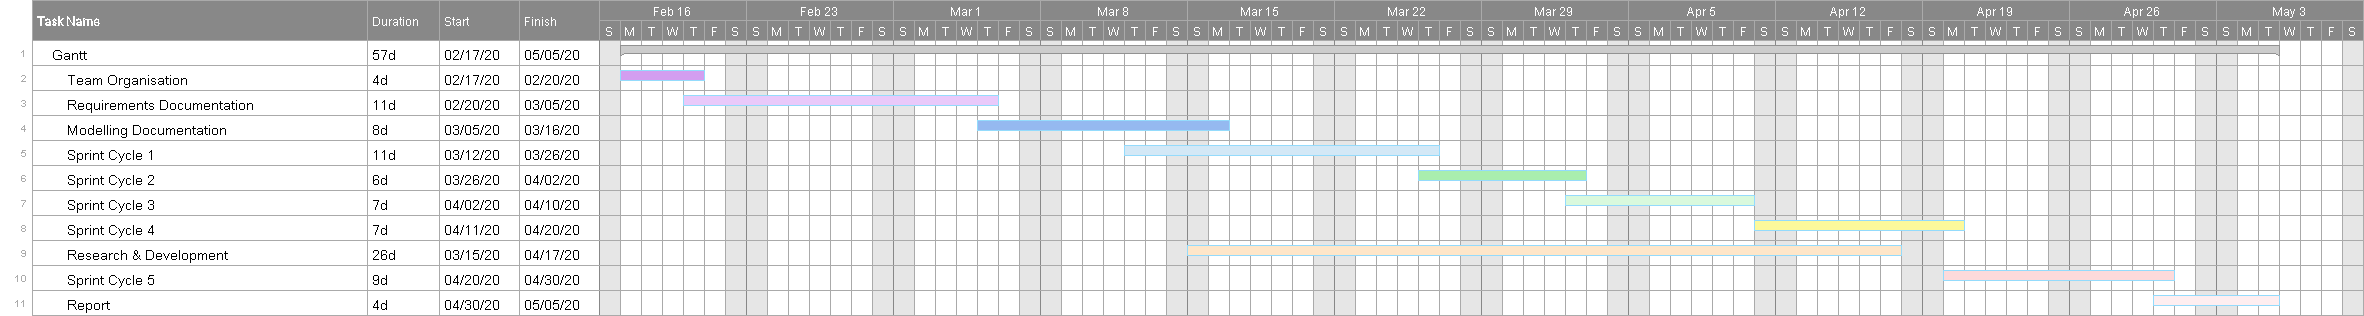 Task Name Duration Start Finish Feb 16 Feb 23 Mar 1 Mar 8 Mar 15 Mar 22 Mar 29 Apr 5 Apr 12 Apr 19 Apr 26 May 3
S M T W T F S S M T W T F S S M T W T F S S M T W T F S S M T W T F S S M T W T F S S M T W T F S S M T W T F S S M T W T F S S M T W T F S S M T W T F S S M T W T F S
1 Gantt 57d 02/17/20 05/05/20
2 Team Organisation 4d 02/17/20 02/20/20
3 Requirements Documentation 11d 02/20/20 03/05/20
4 Modelling Documentation 8d 03/05/20 03/16/20
5 Sprint Cycle 1 11d 03/12/20 03/26/20
6 Sprint Cycle 2 6d 03/26/20 04/02/20
7 Sprint Cycle 3 7d 04/02/20 04/10/20
8 Sprint Cycle 4 7d 04/11/20 04/20/20
9 Research & Development 26d 03/15/20 04/17/20
10 Sprint Cycle 5 9d 04/20/20 04/30/20
11 Report 4d 04/30/20 05/05/20